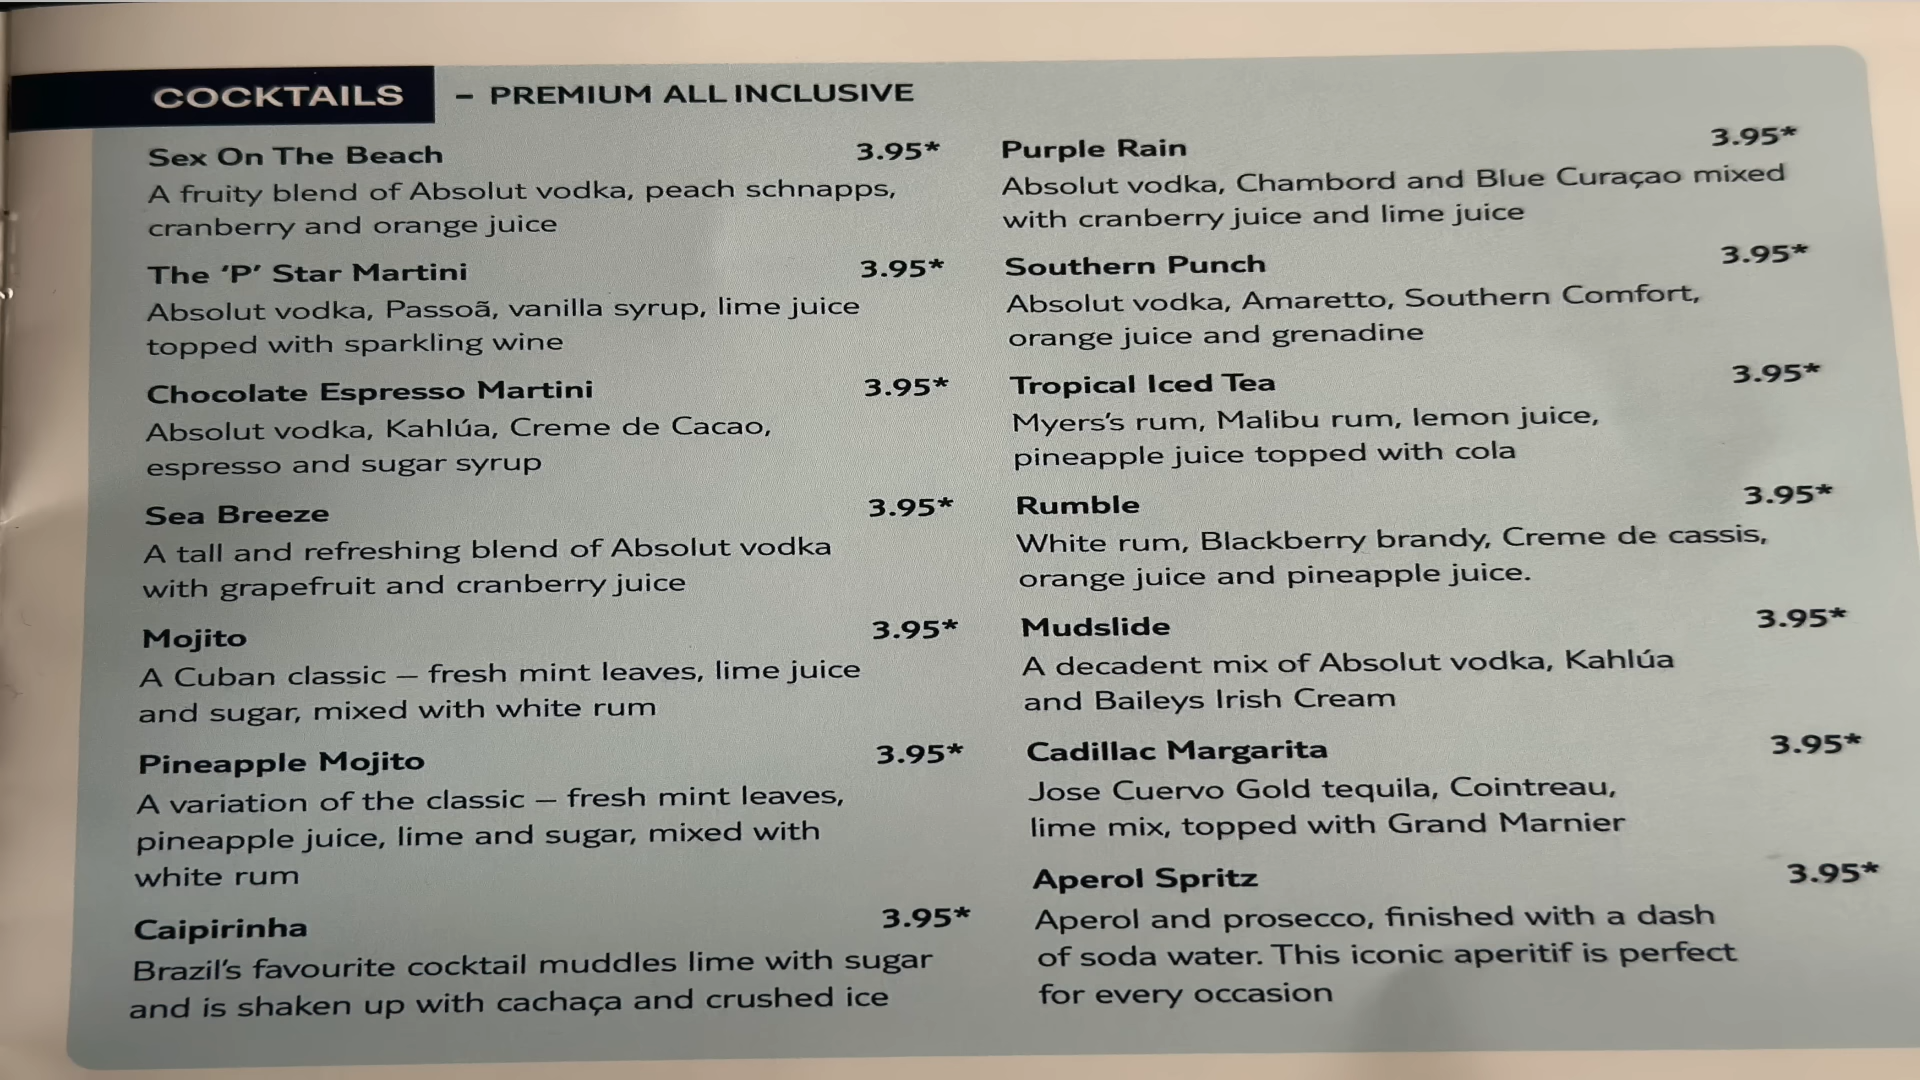 COCKTAILS – PREMIUM ALL INCLUSIVE
Sex On The Beach 3.95*
A fruity blend of Absolut vodka, peach schnapps,
cranberry and orange juice
The ‘P’ Star Martini 3.95*
Absolut vodka, Passoã, vanilla syrup, lime juice
topped with sparkling wine
Chocolate Espresso Martini 3.95*
Absolut vodka, Kahlúa, Creme de Cacao,
espresso and sugar syrup
Sea Breeze 3.95*
A tall and refreshing blend of Absolut vodka
with grapefruit and cranberry juice
Mojito 3.95*
A Cuban classic – fresh mint leaves, lime juice
and sugar, mixed with white rum
Pineapple Mojito 3.95*
A variation of the classic – fresh mint leaves,
pineapple juice, lime and sugar, mixed with
white rum
Caipirinha 3.95*
Brazil’s favourite cocktail muddles lime with sugar
and is shaken up with cachaça and crushed ice
Purple Rain 3.95*
Absolut vodka, Chambord and Blue Curaçao mixed
with cranberry juice and lime juice
Southern Punch 3.95*
Absolut vodka, Amaretto, Southern Comfort,
orange juice and grenadine
Tropical Iced Tea 3.95*
Myers’s rum, Malibu rum, lemon juice,
pineapple juice topped with cola
Rumble 3.95*
White rum, Blackberry brandy, Creme de cassis,
orange juice and pineapple juice.
Mudslide 3.95*
A decadent mix of Absolut vodka, Kahlúa
and Baileys Irish Cream
Cadillac Margarita 3.95*
Jose Cuervo Gold tequila, Cointreau,
lime mix, topped with Grand Marnier
Aperol Spritz 3.95*
Aperol and prosecco, finished with a dash
of soda water. This iconic aperitif is perfect
for every occasion